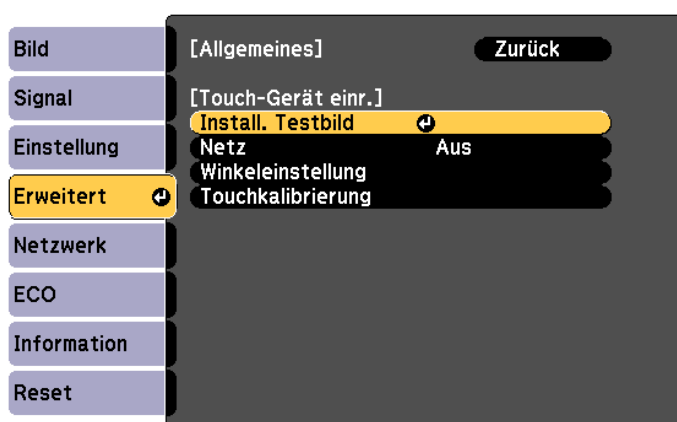 Bild
Signal
Einstellung
Erweitert
Netzwerk
ECO
Information
Reset
[Allgemeines] Zurück
[Touch-Gerät einr.]
Install. Testbild
Netz Aus
Winkeleinstellung
Touchkalibrierung